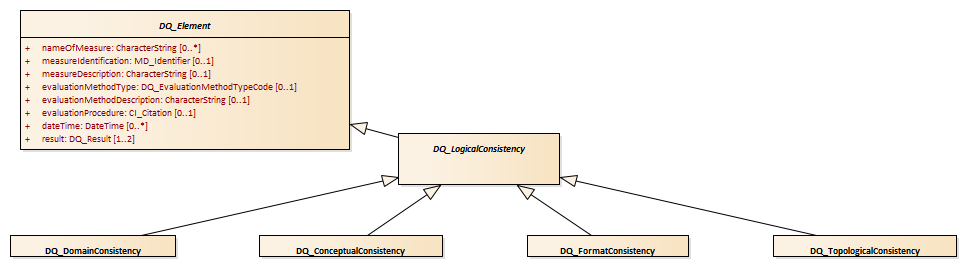 DQ_Element
+ nameOfMeasure: CharacterString [0..*]
+ measureIdentification: MD_Identifier [0..1]
+ measureDescription: CharacterString [0..1]
+ evaluationMethodType: DQ_EvaluationMethodTypeCode [0..1]
+ evaluationMethodDescription: CharacterString [0..1]
+ evaluationProcedure: CI_Citation [0..1]
+ dateTime: DateTime [0..*]
+ result: DQ_Result [1..2]
DQ_LogicalConsistency
DQ_DomainConsistency
DQ_ConceptualConsistency
DQ_FormatConsistency
DQ_TopologicalConsistency